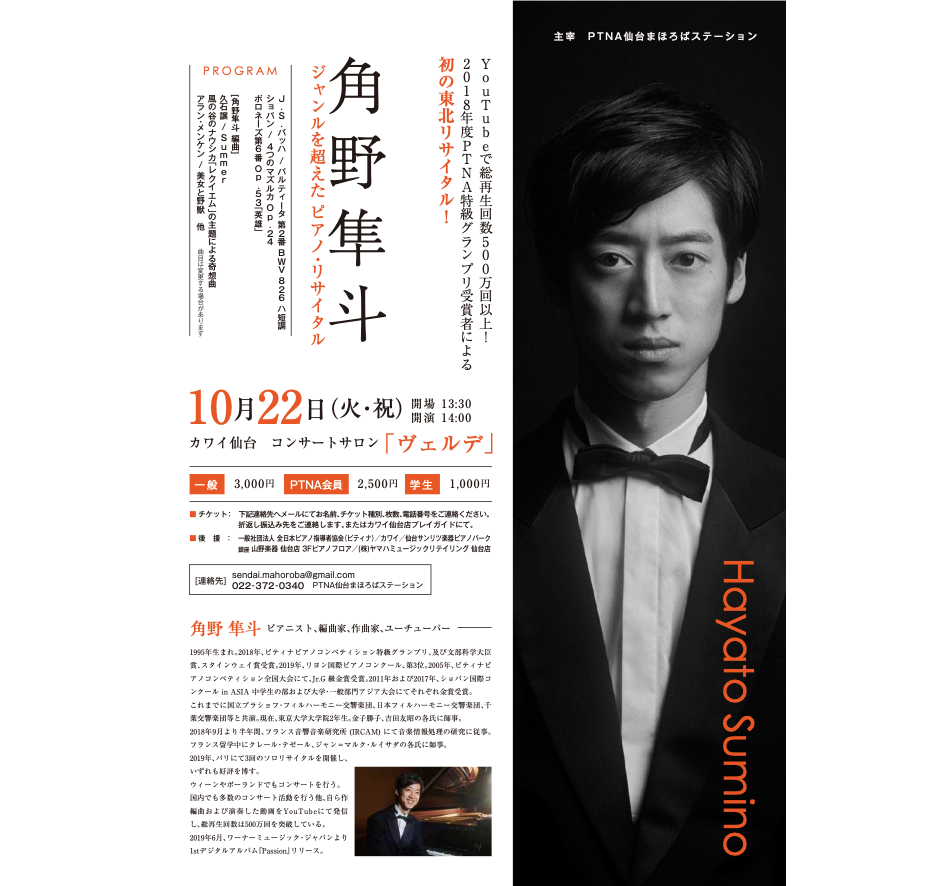 主宰 PTNA仙台まほろばステーション
YouTubeで総再生回数500万回以上！
2018年度PTNA特級グランプリ受賞者による
初の東北リサイタル！
角野隼斗
ジャンルを超えた ピアノ・リサイタル
PROGRAM
J.S.バッハ / パルティータ 第2番 BWV 826 ハ短調
ショパン / 4つのマズルカ Op.24
ポロネーズ第6番 Op.53「英雄」
[角野隼斗 編曲]
久石譲 / Summer
風の谷のナウシカ「レクイエム」の主題による奇想曲
アラン・メンケン / 美女と野獣 他
曲目は変更する場合があります
10月22日（火・祝） 開場 13:30
開演 14:00
カワイ仙台 コンサートサロン「ヴェルデ」
一般 3,000円 PTNA会員 2,500円 学生 1,000円
■チケット： 下記連絡先へメールにてお名前、チケット種別、枚数、電話番号をご連絡ください。
折返し振込み先をご連絡します。またはカワイ仙台店プレイガイドにて。
■後 援： 一般社団法人 全日本ピアノ指導者協会（ピティナ）／カワイ／仙台サンリツ楽器ピアノパーク
銀座 山野楽器 仙台店 3Fピアノフロア／(株)ヤマハミュージックリテイリング 仙台店
[連絡先] sendai.mahoroba@gmail.com
022-372-0340 PTNA仙台まほろばステーション
角野 隼斗 ピアニスト、編曲家、作曲家、ユーチューバー
1995年生まれ。2018年、ピティナピアノコンペティション特級グランプリ、及び文部科学大臣
賞、スタインウェイ賞受賞。2019年、リヨン国際ピアノコンクール、第3位。2005年、ピティナピ
アノコンペティション全国大会にて、Jr.G 級金賞受賞。2011年および2017年、ショパン国際コ
ンクール in ASIA 中学生の部および大学・一般部門アジア大会にてそれぞれ金賞受賞。
これまでに国立ブラショフ・フィルハーモニー交響楽団、日本フィルハーモニー交響楽団、千
葉交響楽団等と共演。現在、東京大学大学院2年生。金子勝子、吉田友昭の各氏に師事。
2018年9月より半年間、フランス音響音楽研究所 (IRCAM) にて音楽情報処理の研究に従事。
フランス留学中にクレール・テゼール、ジャン＝マルク・ルイサダの各氏に師事。
2019年、パリにて3回のソロリサイタルを開催し、
いずれも好評を博す。
ウィーンやポーランドでもコンサートを行う。
国内でも多数のコンサート活動を行う他、自ら作
編曲および演奏した動画をYouTubeにて発信
し、総再生回数は500万回を突破している。
2019年6月、ワーナーミュージック・ジャパンより
1stデジタルアルバム『Passion』リリース。
Hayato Sumino